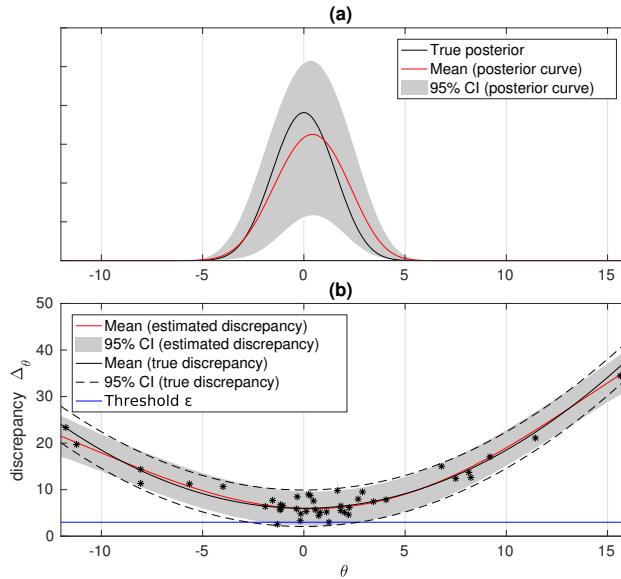 (a)
True posterior
Mean (posterior curve)
95% CI (posterior curve)
-10 -5 0 5 10 15
(b)
50
40
30
20
10
0
discrepancy Δθ
Mean (estimated discrepancy)
95% CI (estimated discrepancy)
Mean (true discrepancy)
95% CI (true discrepancy)
Threshold ε
-10 -5 0 5 10 15
θ